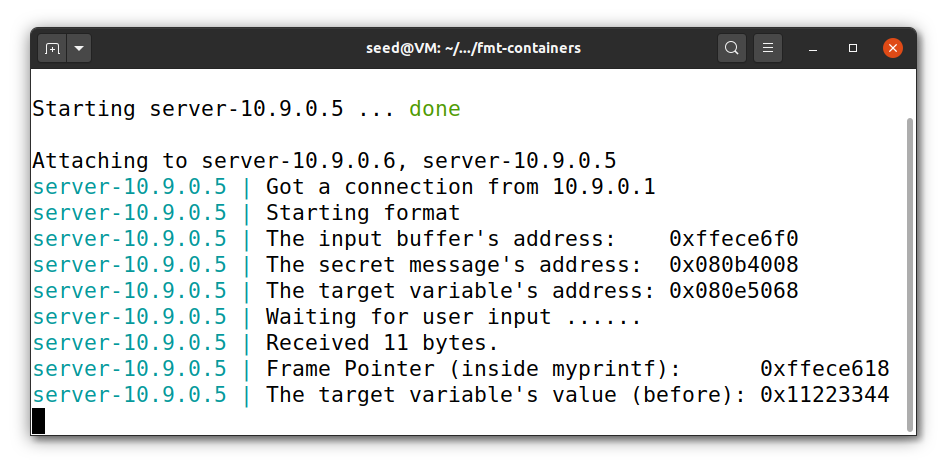 seed@VM: ~/.../fmt-containers
Starting server-10.9.0.5 ... done
Attaching to server-10.9.0.6, server-10.9.0.5
server-10.9.0.5 | Got a connection from 10.9.0.1
server-10.9.0.5 | Starting format
server-10.9.0.5 | The input buffer's address:    0xffece6f0
server-10.9.0.5 | The secret message's address:  0x080b4008
server-10.9.0.5 | The target variable's address: 0x080e5068
server-10.9.0.5 | Waiting for user input ......
server-10.9.0.5 | Received 11 bytes.
server-10.9.0.5 | Frame Pointer (inside myprintf):      0xffece618
server-10.9.0.5 | The target variable's value (before): 0x11223344